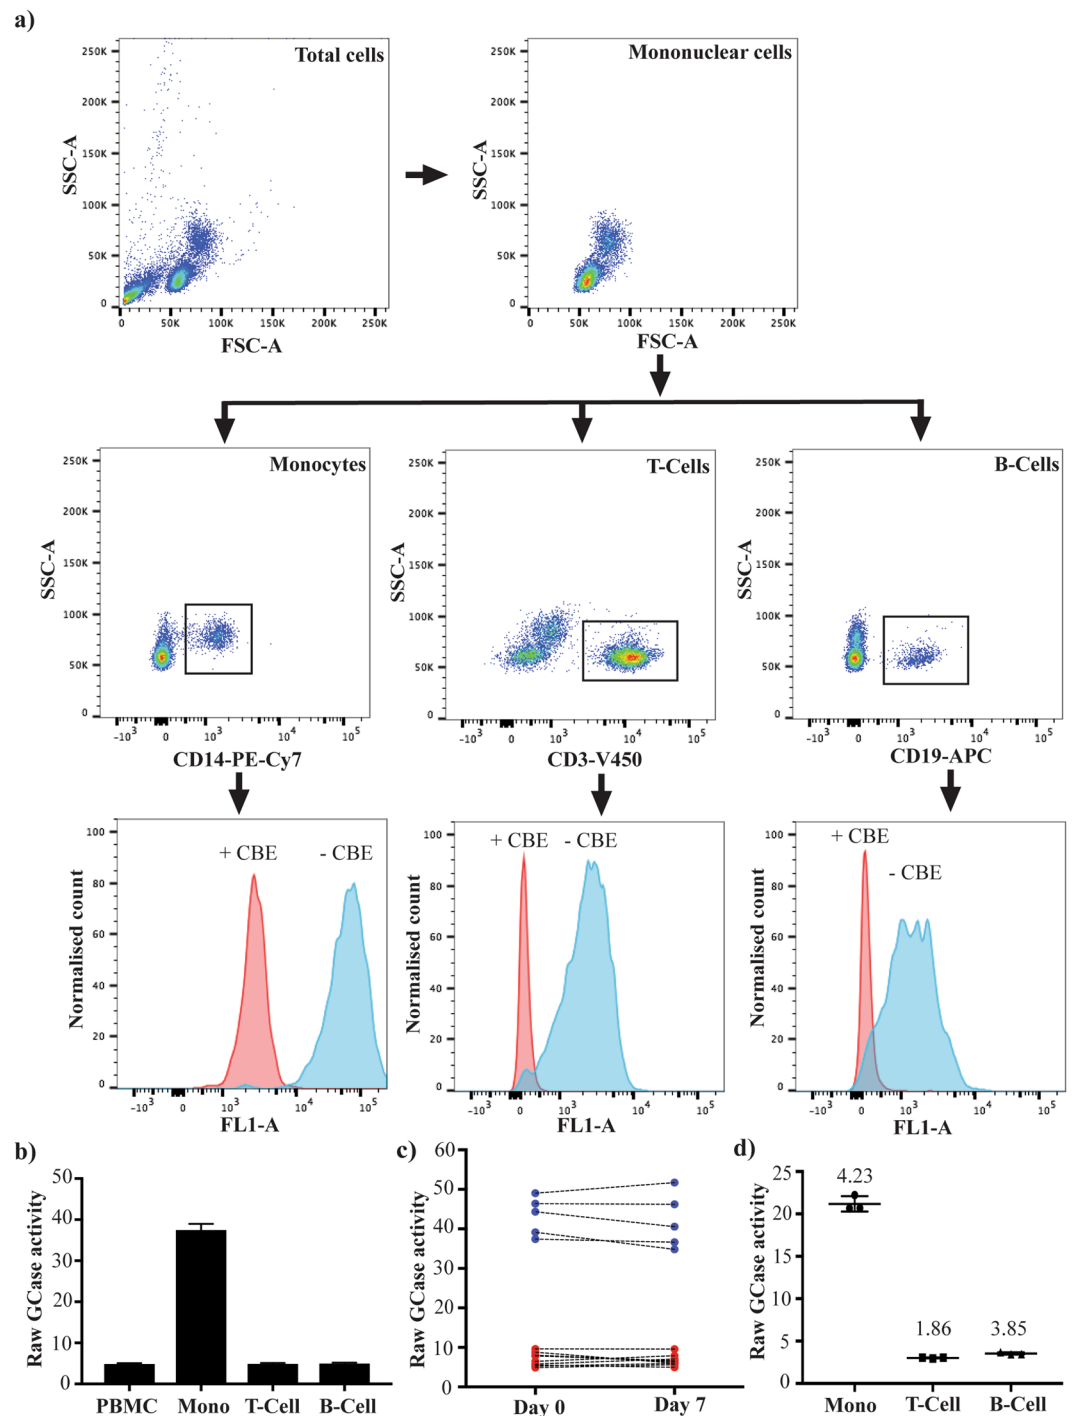 a)
Total cells
Mononuclear cells
250K
200K
150K
100K
50K
0
SSC-A
0 50K 100K 150K 200K 250K
FSC-A
250K
200K
150K
100K
50K
0
SSC-A
0 50K 100K 150K 200K 250K
FSC-A
Monocytes
250K
200K
150K
100K
50K
0
SSC-A
-10³ 0 10³ 10⁴ 10⁵
CD14-PE-Cy7
T-Cells
250K
200K
150K
100K
50K
0
SSC-A
-10³ 0 10³ 10⁴ 10⁵
CD3-V450
B-Cells
250K
200K
150K
100K
50K
0
SSC-A
-10³ 0 10³ 10⁴ 10⁵
CD19-APC
+ CBE - CBE
100
80
60
40
20
0
Normalised count
-10³ 0 10³ 10⁴ 10⁵
FL1-A
+ CBE - CBE
100
80
60
40
20
0
Normalised count
-10³ 0 10³ 10⁴ 10⁵
FL1-A
+ CBE
- CBE
100
80
60
40
20
0
Normalised count
-10³ 0 10³ 10⁴ 10⁵
FL1-A
b)
50
40
30
20
10
0
Raw GCase activity
PBMC Mono T-Cell B-Cell
c)
60
50
40
30
20
10
0
Raw GCase activity
Day 0 Day 7
d)
25
20
15
10
5
0
Raw GCase activity
4.23
1.86 3.85
Mono T-Cell B-Cell